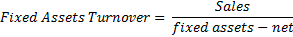 Fixed Assets Turnover = Sales / fixed assets − net